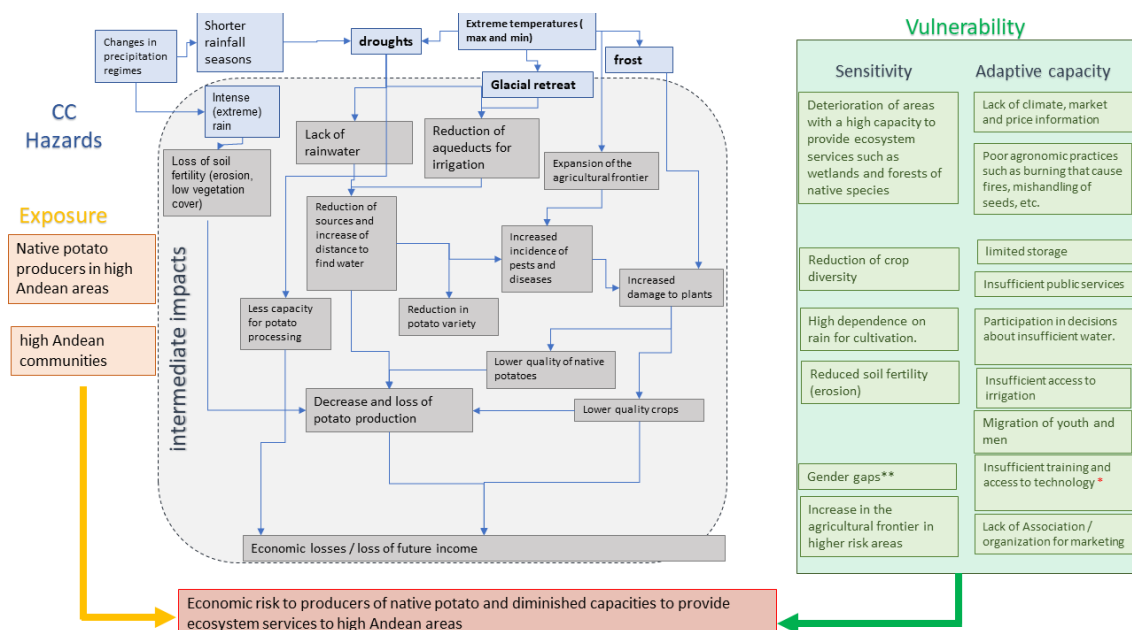 Changes in
precipitation
regimes
Shorter
rainfall
seasons
droughts
Extreme temperatures (
max and min)
frost
Glacial retreat
CC
Hazards
Intense
(extreme)
rain
Loss of soil
fertility (erosion,
low vegetation
cover)
Lack of
rainwater
Reduction of
aqueducts for
irrigation
Expansion of the
agricultural frontier
Exposure
Native potato
producers in high
Andean areas
high Andean
communities
intermediate impacts
Reduction of
sources and
increase of
distance to
find water
Increased
incidence of
pests and
diseases
Increased
damage to plants
Less capacity
for potato
processing
Reduction in
potato variety
Lower quality of native
potatoes
Decrease and loss of
potato production
Lower quality crops
Economic losses / loss of future income
Economic risk to producers of native potato and diminished capacities to provide
ecosystem services to high Andean areas
Vulnerability
Sensitivity
Deterioration of areas
with a high capacity to
provide ecosystem
services such as
wetlands and forests of
native species
Reduction of crop
diversity
High dependence on
rain for cultivation.
Reduced soil fertility
(erosion)
Gender gaps**
Increase in the
agricultural frontier in
higher risk areas
Adaptive capacity
Lack of climate, market
and price information
Poor agronomic practices
such as burning that cause
fires, mishandling of
seeds, etc.
limited storage
Insufficient public services
Participation in decisions
about insufficient water.
Insufficient access to
irrigation
Migration of youth and
men
Insufficient training and
access to technology *
Lack of Association /
organization for marketing